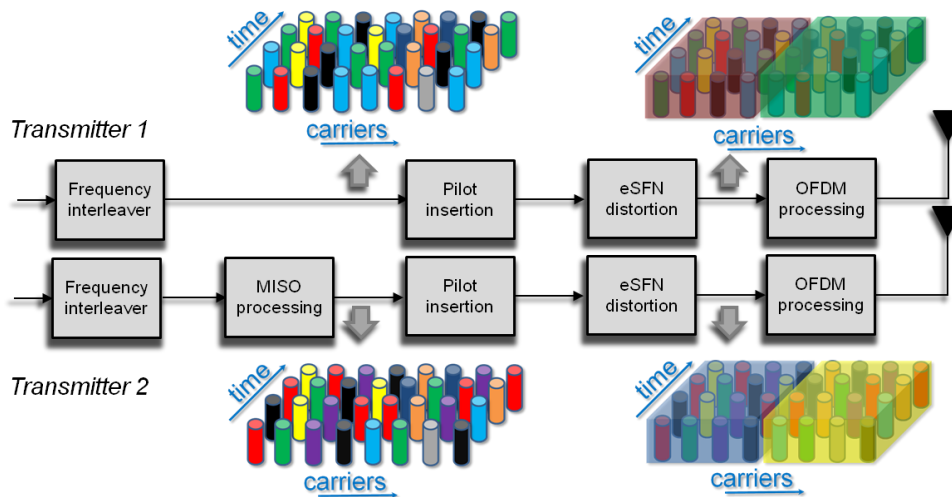 time
time
carriers
carriers
Transmitter 1
Frequency
interleaver
Pilot
insertion
eSFN
distortion
OFDM
processing
Frequency
interleaver
MISO
processing
Pilot
insertion
eSFN
distortion
OFDM
processing
Transmitter 2
time
time
carriers
carriers